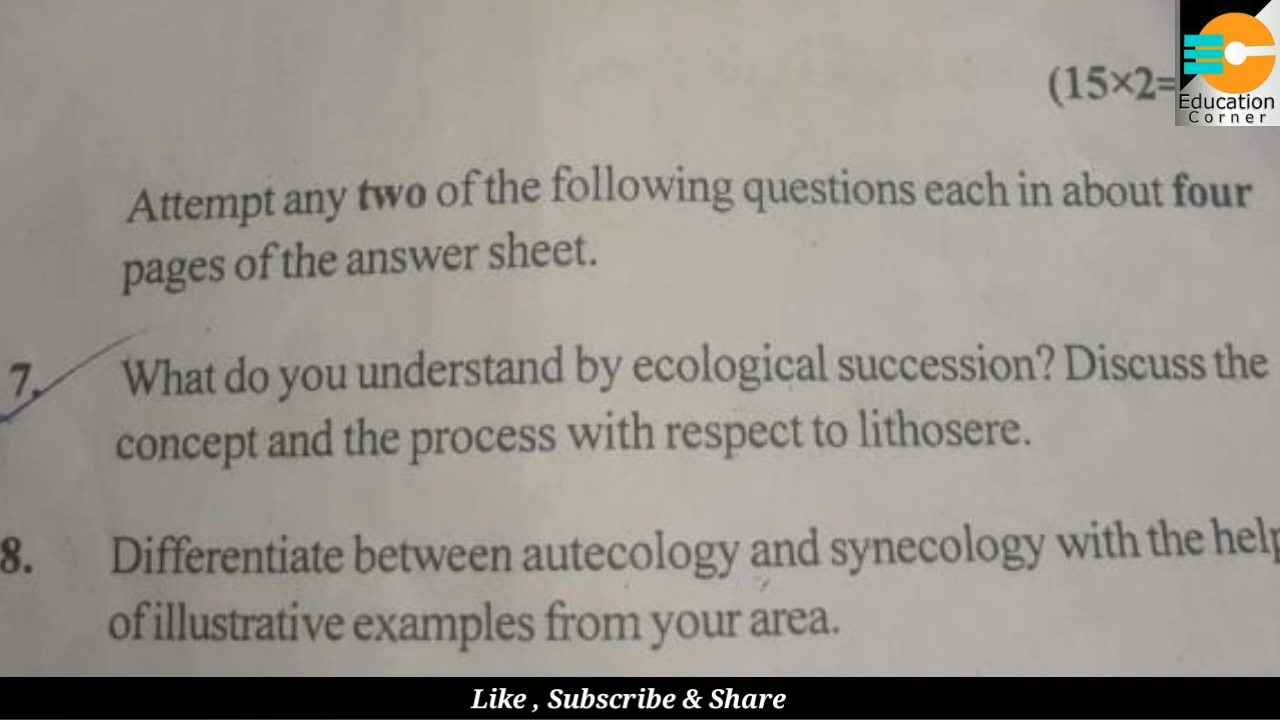 (15×2=
Education
Corner
Attempt any two of the following questions each in about four
pages of the answer sheet.
7. What do you understand by ecological succession? Discuss the
concept and the process with respect to lithosere.
8. Differentiate between autecology and synecology with the help
of illustrative examples from your area.
Like , Subscribe & Share